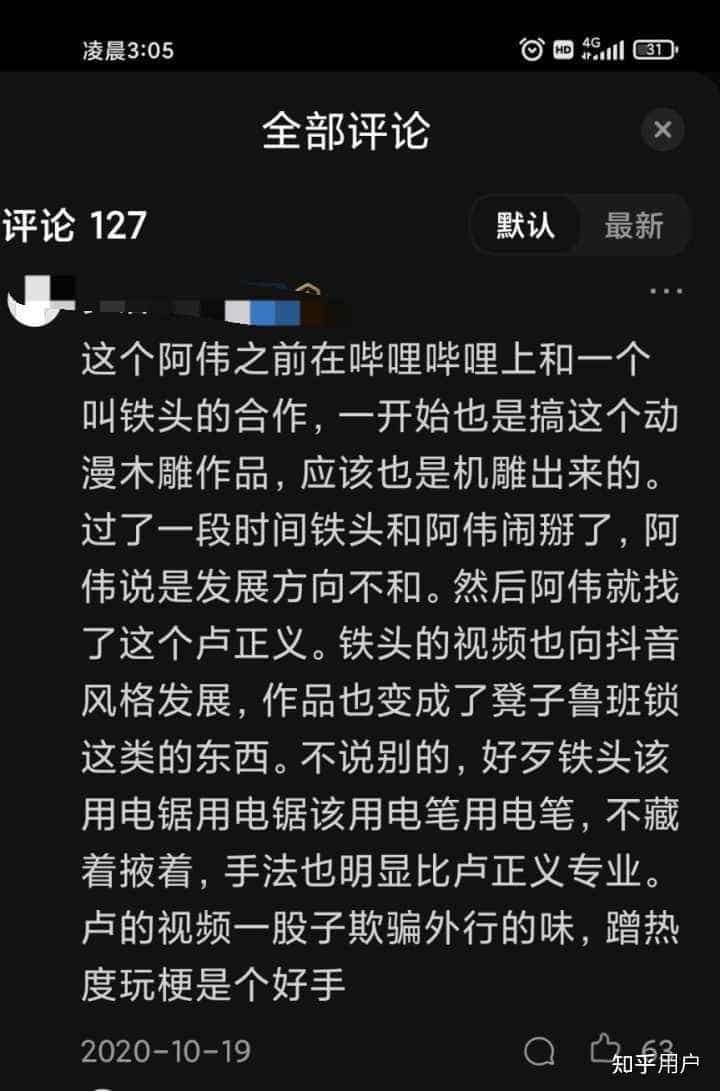 凌晨3:05
HD 4G 31
全部评论
评论 127
默认 最新
这个阿伟之前在哔哩哔哩上和一个
叫铁头的合作，一开始也是搞这个动
漫木雕作品，应该也是机雕出来的。
过了一段时间铁头和阿伟闹掰了，阿
伟说是发展方向不和。然后阿伟就找
了这个卢正义。铁头的视频也向抖音
风格发展，作品也变成了凳子鲁班锁
这类的东西。不说别的，好歹铁头该
用电锯用电锯该用电笔用电笔，不藏
着掖着，手法也明显比卢正义专业。
卢的视频一股子欺骗外行的味，蹭热
度玩梗是个好手
2020-10-19
63
知乎用户